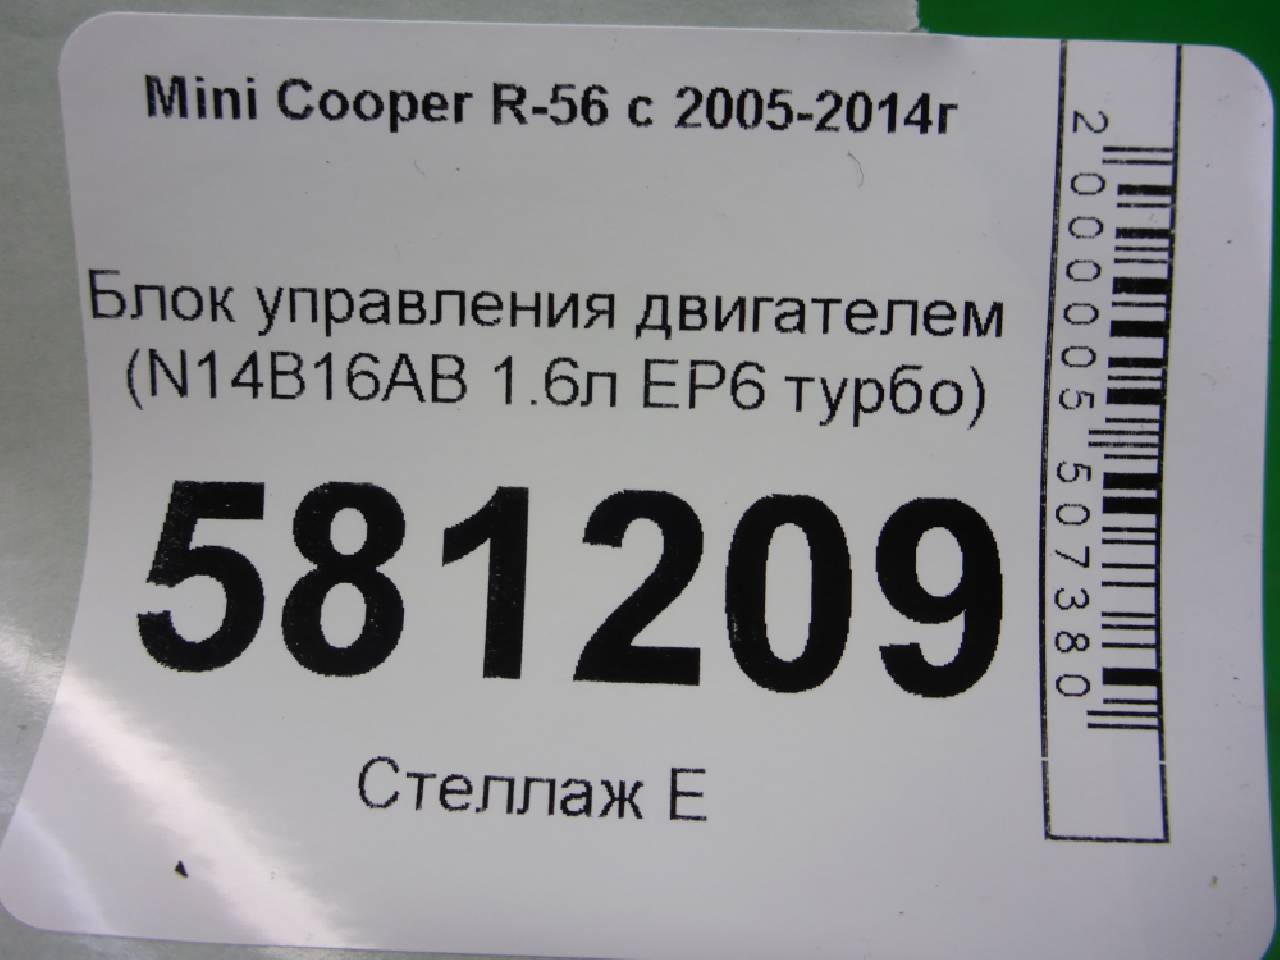 Mini Cooper R-56 с 2005-2014г
Блок управления двигателем
(N14B16AB 1.6л EP6 турбо)
581209
Стеллаж Е
2000005507380